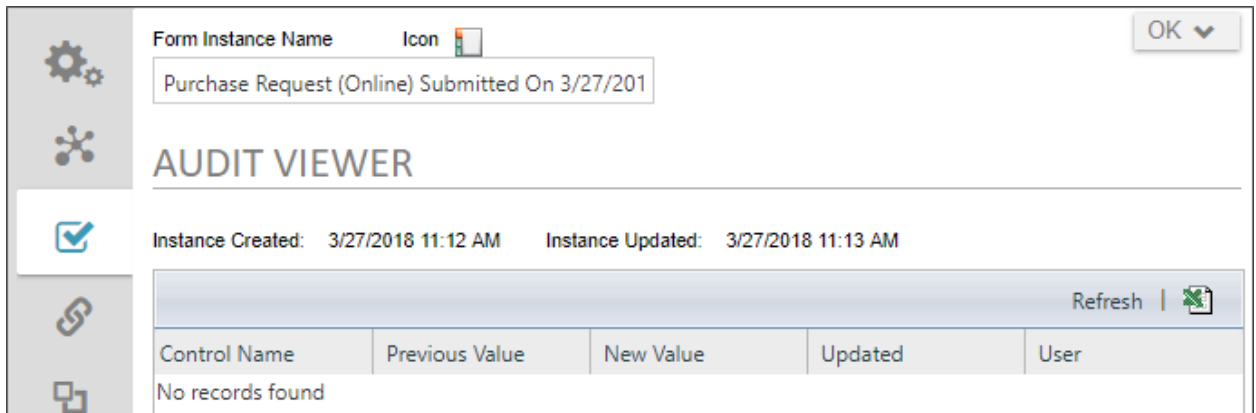 Form Instance Name Icon
OK
Purchase Request (Online) Submitted On 3/27/201
AUDIT VIEWER
Instance Created: 3/27/2018 11:12 AM Instance Updated: 3/27/2018 11:13 AM
Refresh |
Control Name Previous Value New Value Updated User
No records found